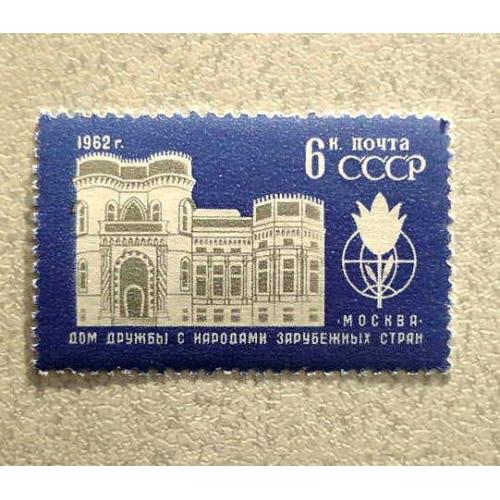 1962 г.
6 к. почта
СССР
·МОСКВА·
ДОМ ДРУЖБЫ С НАРОДАМИ ЗАРУБЕЖНЫХ СТРАН